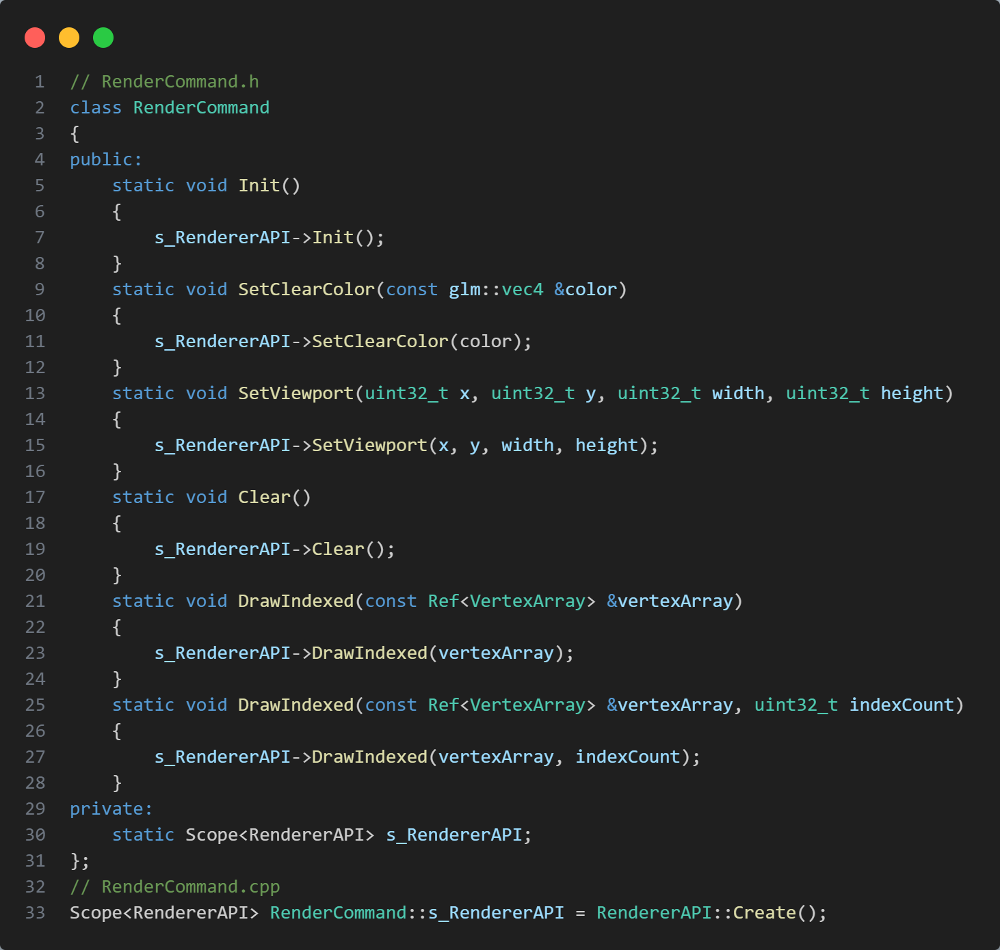 1 // RenderCommand.h
2 class RenderCommand
3 {
4 public:
5     static void Init()
6     {
7         s_RendererAPI->Init();
8     }
9     static void SetClearColor(const glm::vec4 &color)
10     {
11         s_RendererAPI->SetClearColor(color);
12     }
13     static void SetViewport(uint32_t x, uint32_t y, uint32_t width, uint32_t height)
14     {
15         s_RendererAPI->SetViewport(x, y, width, height);
16     }
17     static void Clear()
18     {
19         s_RendererAPI->Clear();
20     }
21     static void DrawIndexed(const Ref<VertexArray> &vertexArray)
22     {
23         s_RendererAPI->DrawIndexed(vertexArray);
24     }
25     static void DrawIndexed(const Ref<VertexArray> &vertexArray, uint32_t indexCount)
26     {
27         s_RendererAPI->DrawIndexed(vertexArray, indexCount);
28     }
29 private:
30     static Scope<RendererAPI> s_RendererAPI;
31 };
32 // RenderCommand.cpp
33 Scope<RendererAPI> RenderCommand::s_RendererAPI = RendererAPI::Create();